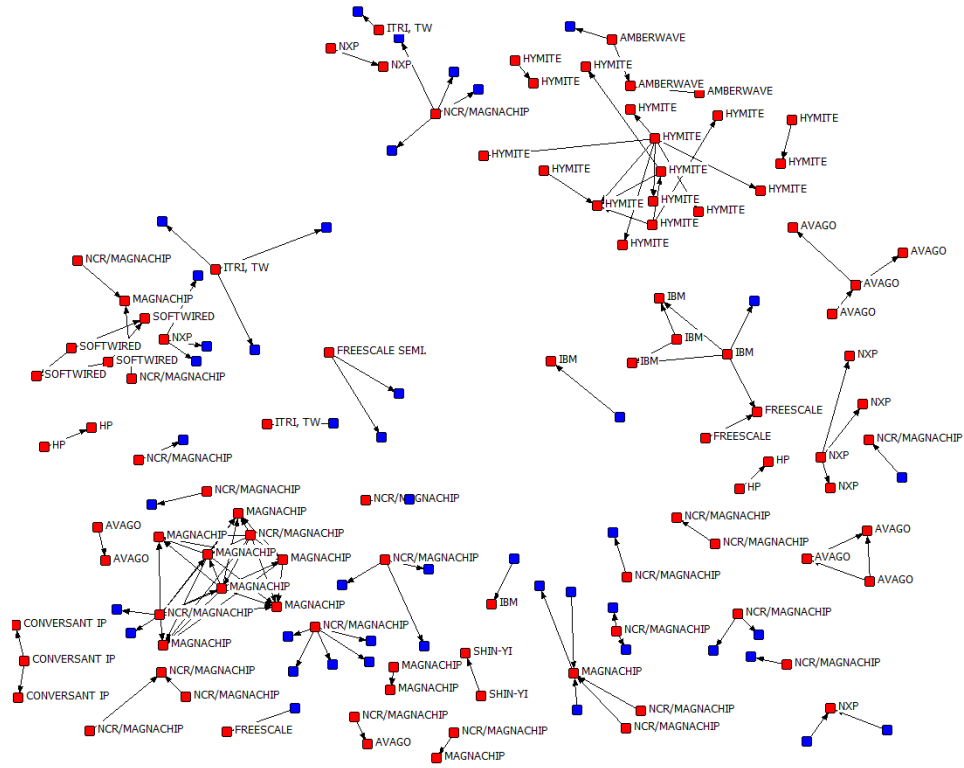 ITRI, TW
AMBERWAVE
NXP
NXP
HYMITE
HYMITE
HYMITE
AMBERWAVE
AMBERWAVE
NCR/MAGNACHIP
HYMITE
HYMITE
HYMITE
HYMITE
HYMITE
HYMITE
HYMITE
HYMITE
HYMITE
HYMITE
HYMITE
HYMITE
HYMITE
HYMITE
AVAGO
AVAGO
NCR/MAGNACHIP
ITRI, TW
AVAGO
MAGNACHIP
IBM
AVAGO
SOFTWIRED
NXP
IBM
SOFTWIRED
FREESCALE SEMI.
IBM
NXP
SOFTWIRED
IBM
IBM
SOFTWIRED
NCR/MAGNACHIP
NXP
FREESCALE
ITRI, TW
HP
HP
FREESCALE
NCR/MAGNACHIP
NCR/MAGNACHIP
HP
NXP
HP
NXP
NCR/MAGNACHIP
NCR/MAGNACHIP
MAGNACHIP
NCR/MAGNACHIP
AVAGO
AVAGO
MAGNACHIP
NCR/MAGNACHIP
NCR/MAGNACHIP
AVAGO
MAGNACHIP
MAGNACHIP
NCR/MAGNACHIP
AVAGO
NCR/MAGNACHIP
AVAGO
MAGNACHIP
IBM
MAGNACHIP
NCR/MAGNACHIP
NCR/MAGNACHIP
CONVERSANT IP
NCR/MAGNACHIP
NCR/MAGNACHIP
MAGNACHIP
SHIN-YI
CONVERSANT IP
NCR/MAGNACHIP
MAGNACHIP
MAGNACHIP
NCR/MAGNACHIP
CONVERSANT IP
NCR/MAGNACHIP
MAGNACHIP
SHIN-YI
NCR/MAGNACHIP
NCR/MAGNACHIP
NXP
NCR/MAGNACHIP
FREESCALE
NCR/MAGNACHIP
NCR/MAGNACHIP
AVAGO
MAGNACHIP